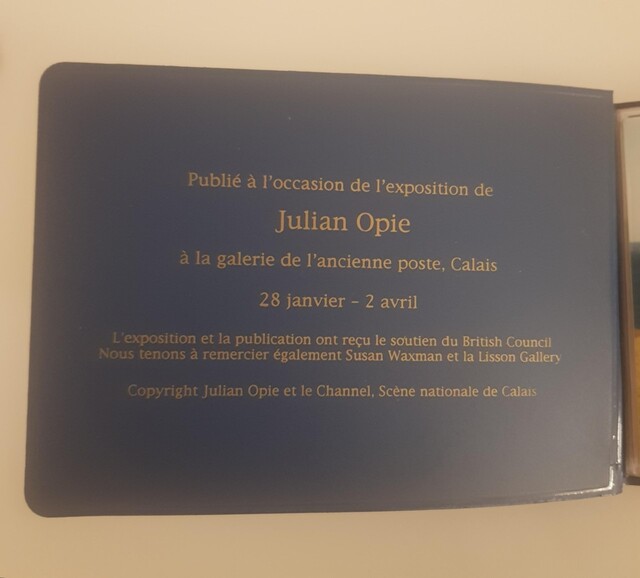 Publié à l'occasion de l'exposition de
Julian Opie
à la galerie de l'ancienne poste, Calais
28 janvier – 2 avril
L'exposition et la publication ont reçu le soutien du British Council
Nous tenons à remercier également Susan Waxman et la Lisson Gallery
Copyright Julian Opie et le Channel, Scène nationale de Calais